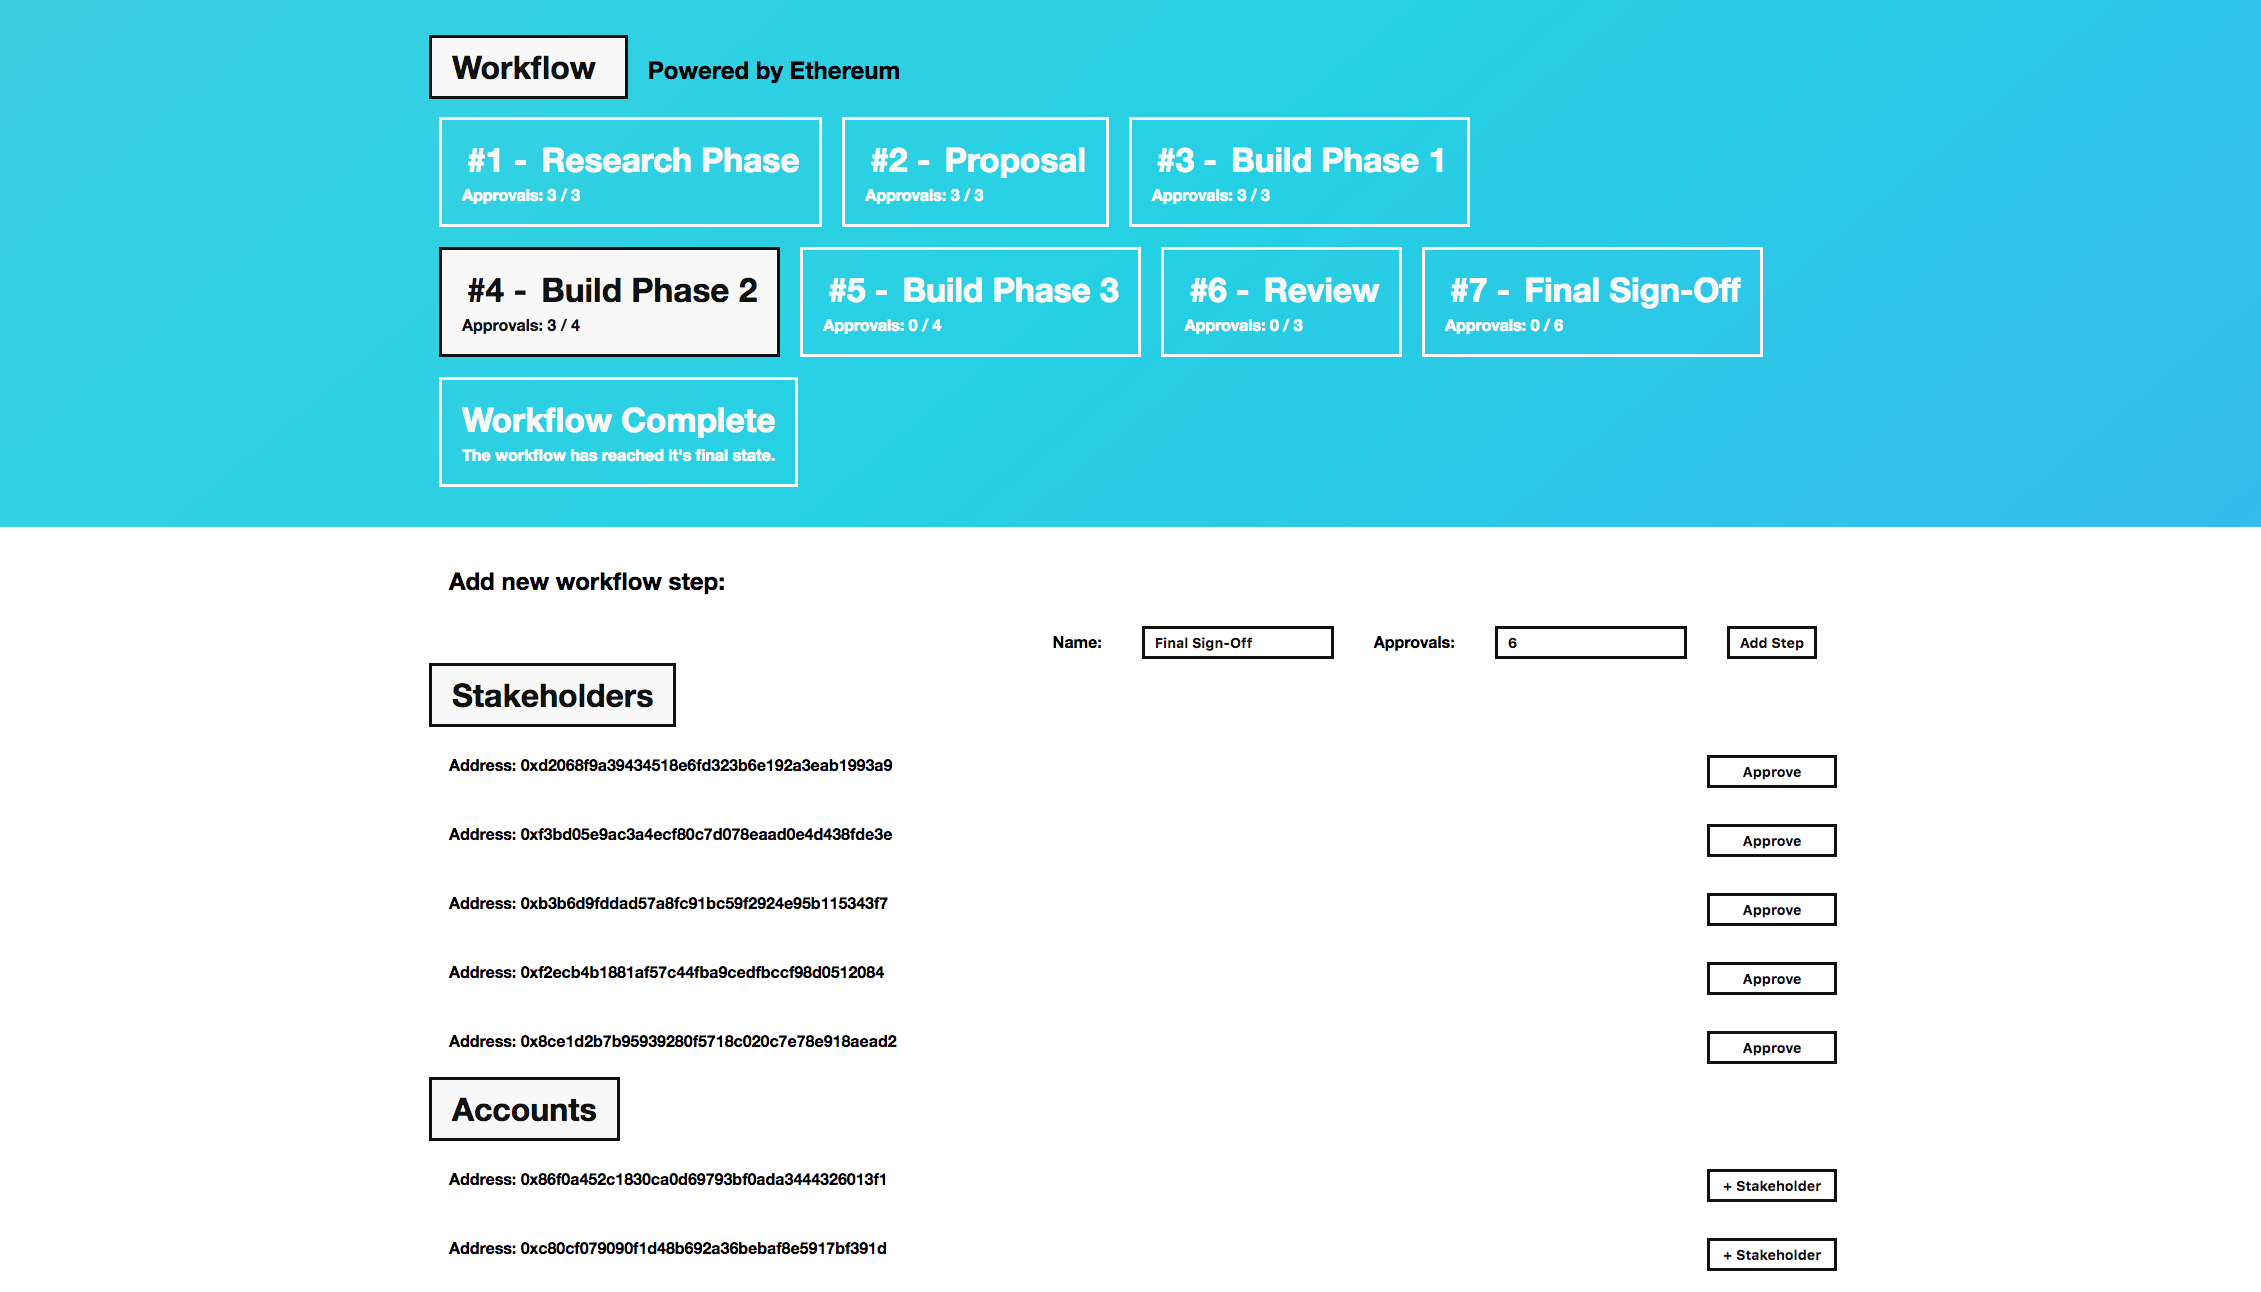 Workflow Powered by Ethereum
#1 - Research Phase #2 - Proposal #3 - Build Phase 1
Approvals: 3 / 3 Approvals: 3 / 3 Approvals: 3 / 3
#4 - Build Phase 2 #5 - Build Phase 3 #6 - Review #7 - Final Sign-Off
Approvals: 3 / 4 Approvals: 0 / 4 Approvals: 0 / 3 Approvals: 0 / 6
Workflow Complete
The workflow has reached it's final state.
Add new workflow step:
Name: Final Sign-Off Approvals: 6 Add Step
Stakeholders
Address: 0xd2068f9a39434518e6fd323b6e192a3eab1993a9 Approve
Address: 0xf3bd05e9ac3a4ecf80c7d078eaad0e4d438fde3e Approve
Address: 0xb3b6d9fddad57a8fc91bc59f2924e95b115343f7 Approve
Address: 0xf2ecb4b1881af57c44fba9cedfbccf98d0512084 Approve
Address: 0x8ce1d2b7b95939280f5718c020c7e78e918aead2 Approve
Accounts
Address: 0x86f0a452c1830ca0d69793bf0ada3444326013f1 + Stakeholder
Address: 0xc80cf079090f1d48b692a36bebaf8e5917bf391d + Stakeholder